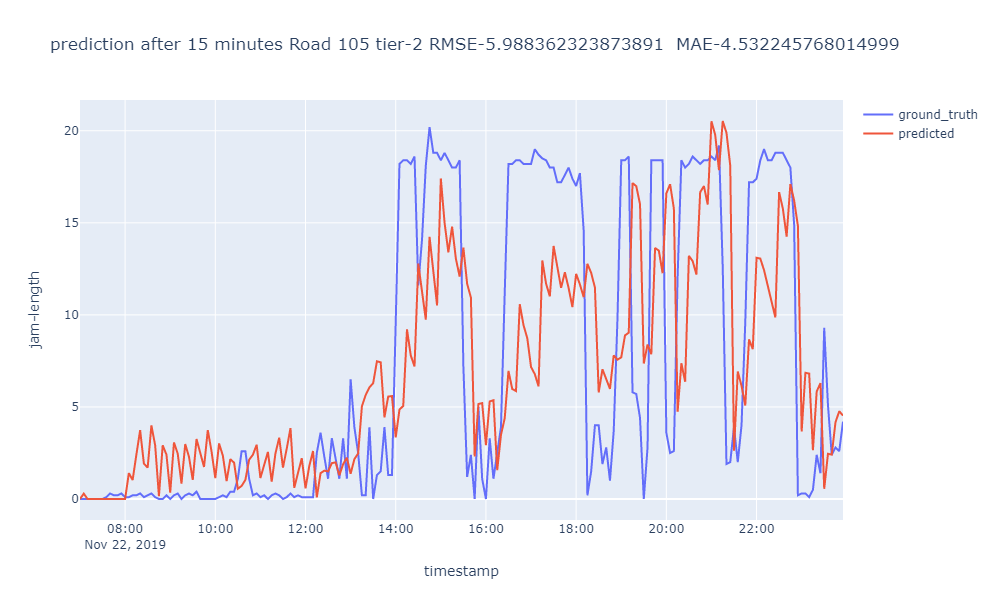 prediction after 15 minutes Road 105 tier-2 RMSE-5.988362323873891  MAE-4.532245768014999
ground_truth
predicted
20
15
10
5
0
jam-length
08:00 10:00 12:00 14:00 16:00 18:00 20:00 22:00
Nov 22, 2019
timestamp